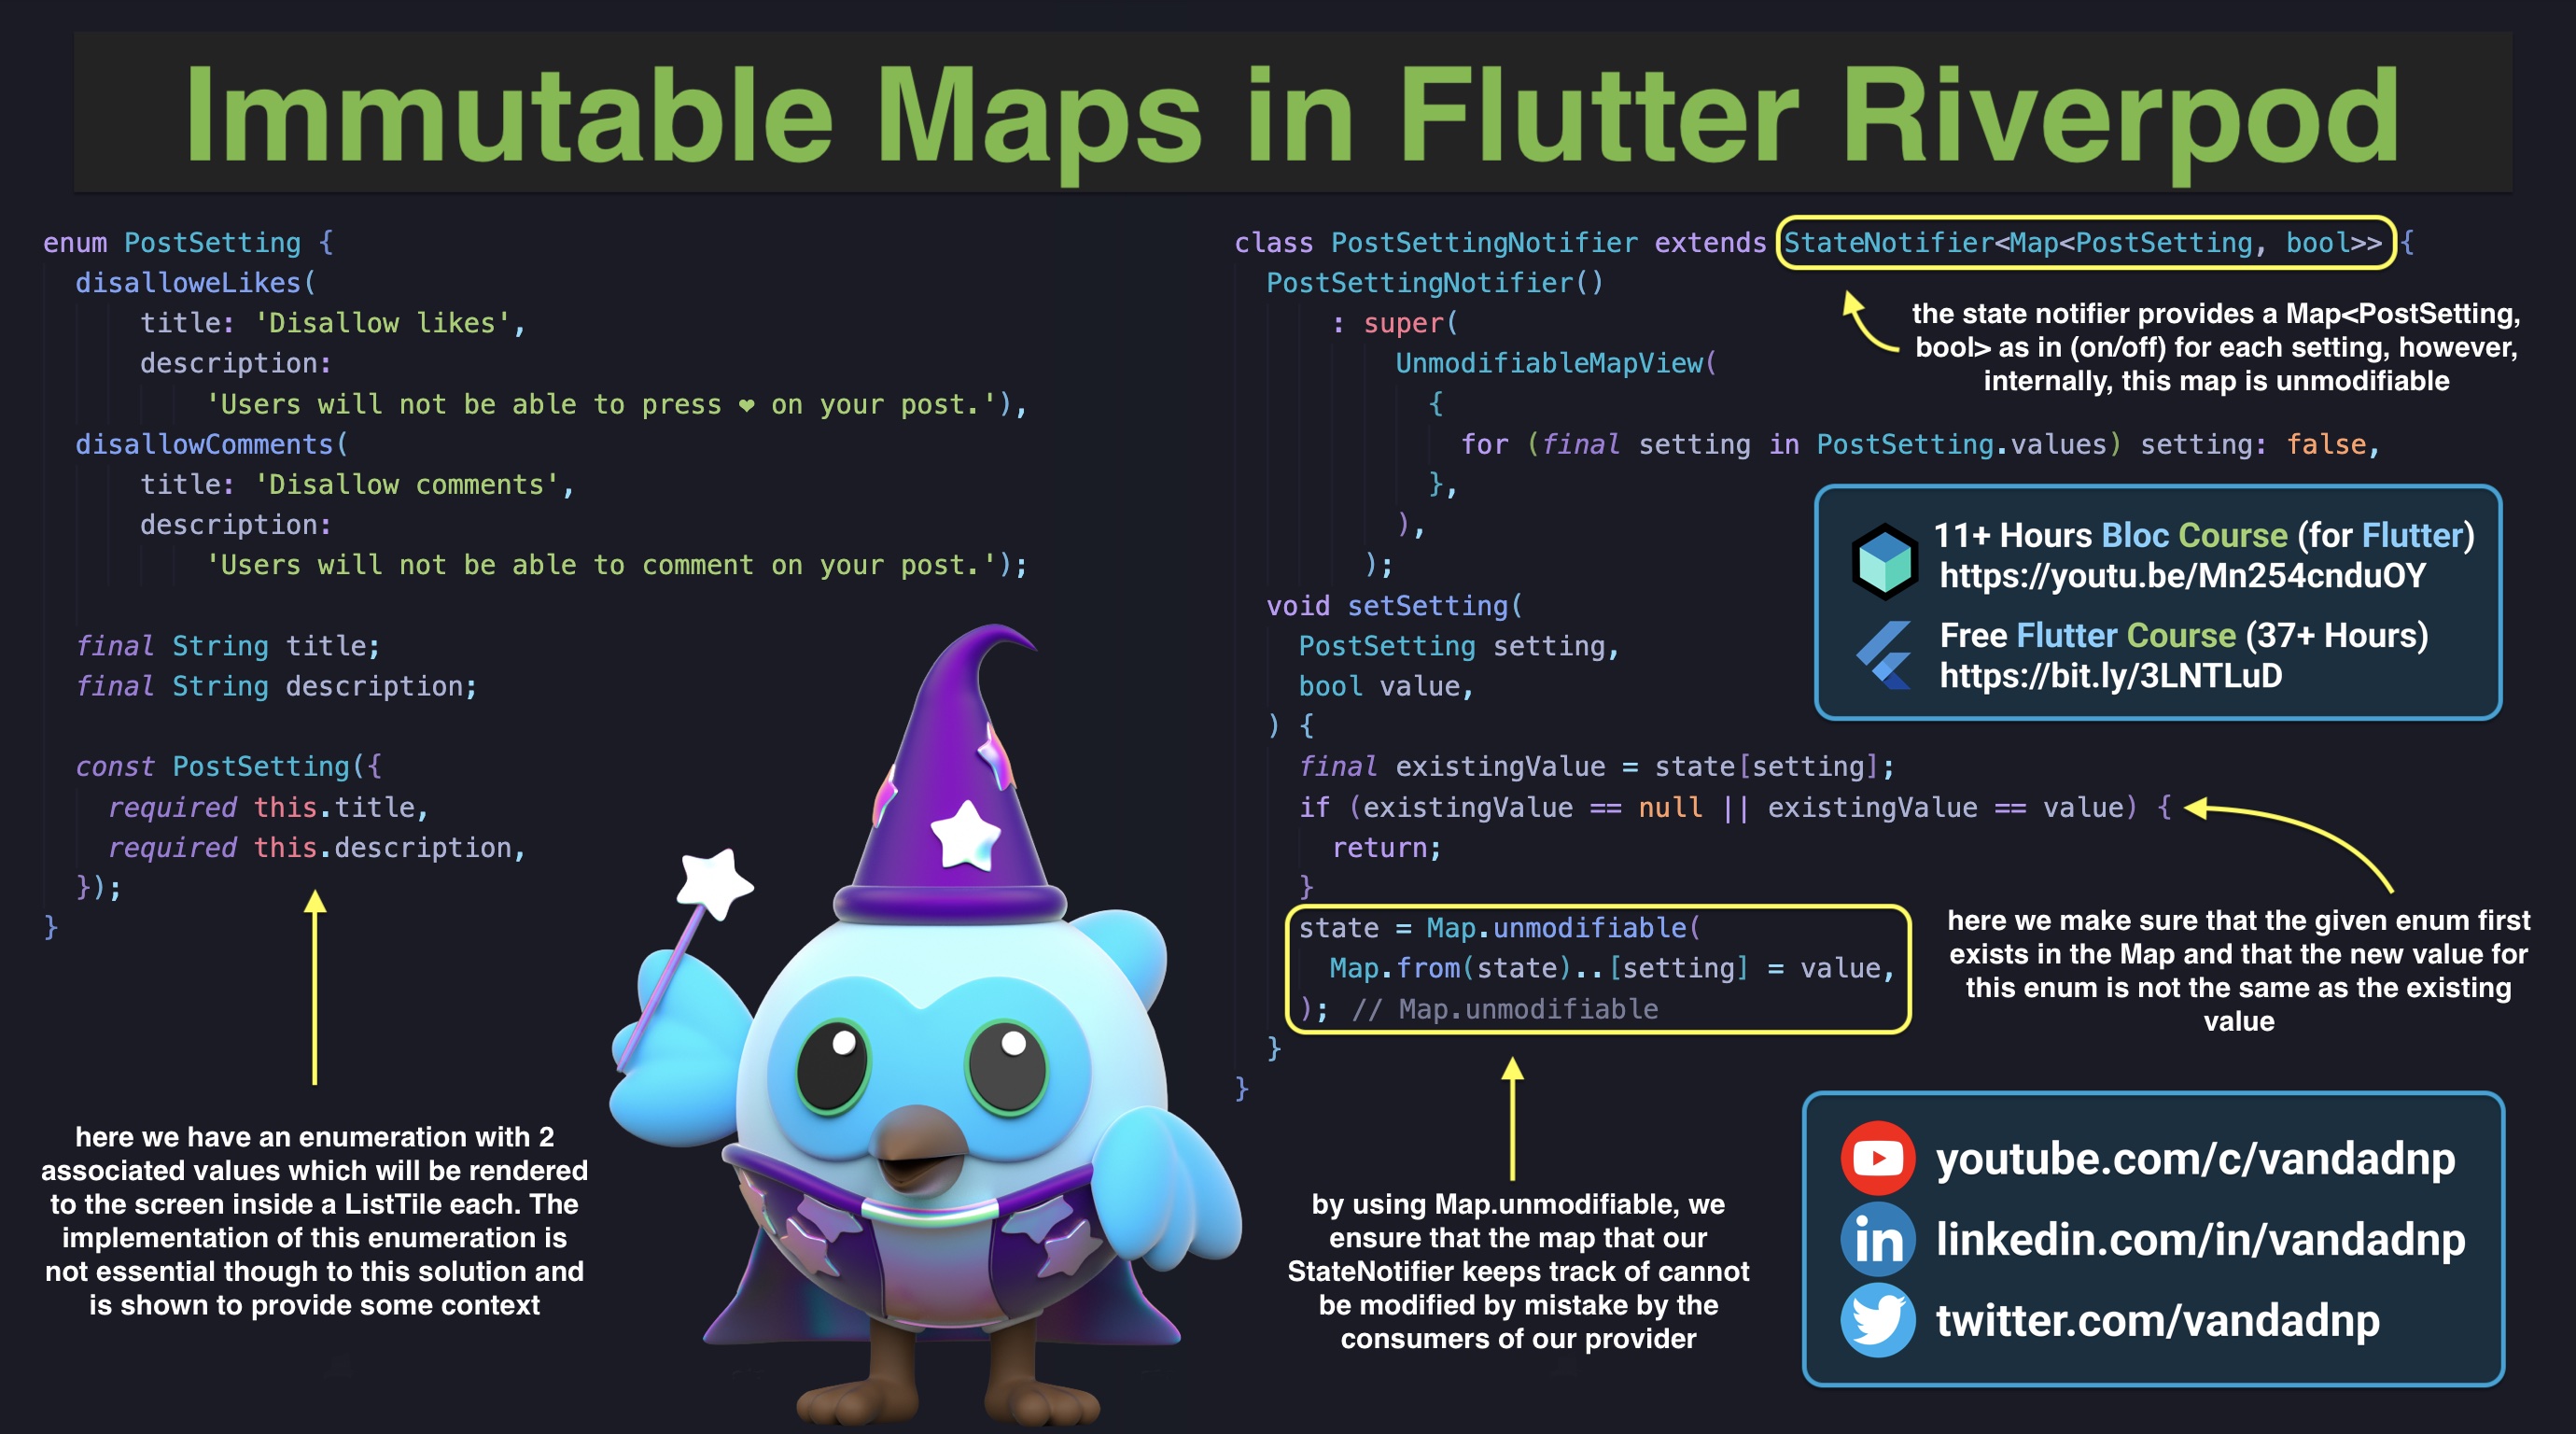 Immutable Maps in Flutter Riverpod
enum PostSetting {
disalloweLikes(
title: 'Disallow likes',
description:
'Users will not be able to press ❤ on your post.'),
disallowComments(
title: 'Disallow comments',
description:
'Users will not be able to comment on your post.');
final String title;
final String description;
const PostSetting({
required this.title,
required this.description,
});
}
here we have an enumeration with 2
associated values which will be rendered
to the screen inside a ListTile each. The
implementation of this enumeration is
not essential though to this solution and
is shown to provide some context
class PostSettingNotifier extends StateNotifier<Map<PostSetting, bool>> {
PostSettingNotifier()
: super(
UnmodifiableMapView(
{
for (final setting in PostSetting.values) setting: false,
},
),
);
void setSetting(
PostSetting setting,
bool value,
) {
final existingValue = state[setting];
if (existingValue == null || existingValue == value) {
return;
}
state = Map.unmodifiable(
Map.from(state)..[setting] = value,
); // Map.unmodifiable
}
}
the state notifier provides a Map<PostSetting,
bool> as in (on/off) for each setting, however,
internally, this map is unmodifiable
11+ Hours Bloc Course (for Flutter)
https://youtu.be/Mn254cnduOY
Free Flutter Course (37+ Hours)
https://bit.ly/3LNTLuD
here we make sure that the given enum first
exists in the Map and that the new value for
this enum is not the same as the existing
value
by using Map.unmodifiable, we
ensure that the map that our
StateNotifier keeps track of cannot
be modified by mistake by the
consumers of our provider
youtube.com/c/vandadnp
in linkedin.com/in/vandadnp
twitter.com/vandadnp